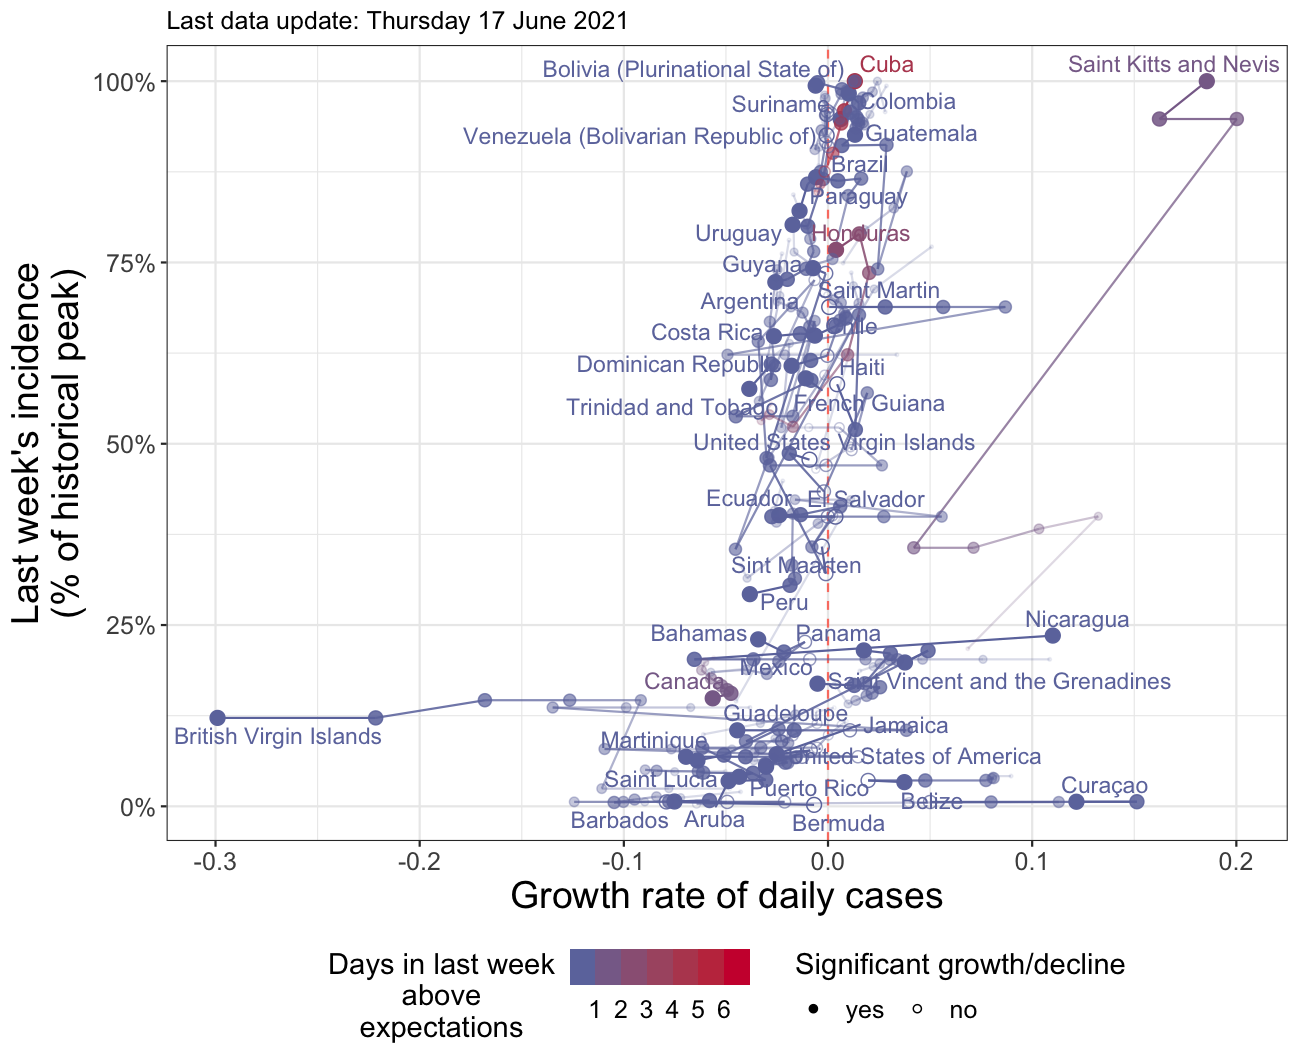 Last data update: Thursday 17 June 2021
Last week's incidence
(% of historical peak)
100%
75%
50%
25%
0%
Bolivia (Plurinational State of)
Cuba
Saint Kitts and Nevis
Suriname
Colombia
Venezuela (Bolivarian Republic of)
Guatemala
Brazil
Paraguay
Uruguay
Honduras
Guyana
Saint Martin
Argentina
Costa Rica
Chile
Dominican Republic
Haiti
Trinidad and Tobago
French Guiana
United States Virgin Islands
Ecuador
El Salvador
Sint Maarten
Peru
Nicaragua
Bahamas
Panama
Mexico
Canada
Saint Vincent and the Grenadines
Guadeloupe
Jamaica
British Virgin Islands
Martinique
United States of America
Saint Lucia
Puerto Rico
Curaçao
Belize
Barbados
Aruba
Bermuda
-0.3
-0.2
-0.1
0.0
0.1
0.2
Growth rate of daily cases
Days in last week
above
expectations
1 2 3 4 5 6
Significant growth/decline
yes
no